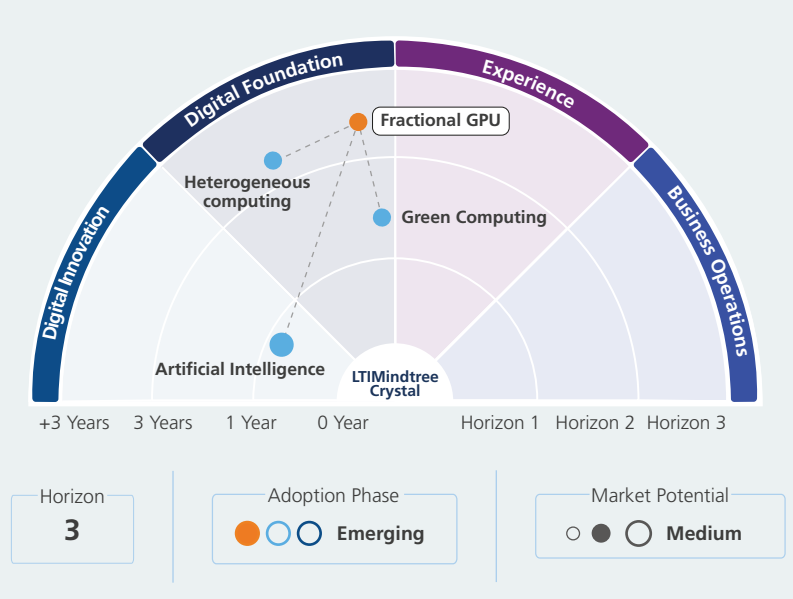 Digital Foundation
Experience
Digital Innovation
Business Operations
Fractional GPU
Heterogeneous
computing
Green Computing
Artificial Intelligence
LTIMindtree
Crystal
+3 Years
3 Years
1 Year
0 Year
Horizon 1
Horizon 2
Horizon 3
Horizon
3
Adoption Phase
Emerging
Market Potential
Medium